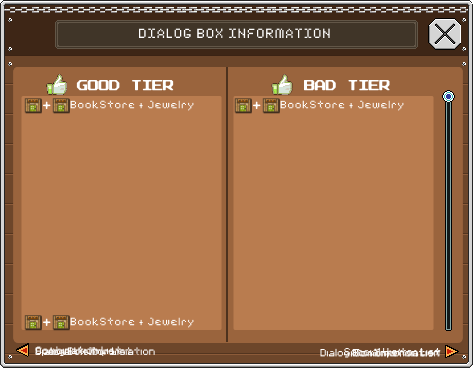 DIALOG BOX INFORMATION
GOOD TIER
BAD TIER
+ BookStore + Jewelry
+ BookStore + Jewelry
+ BookStore + Jewelry